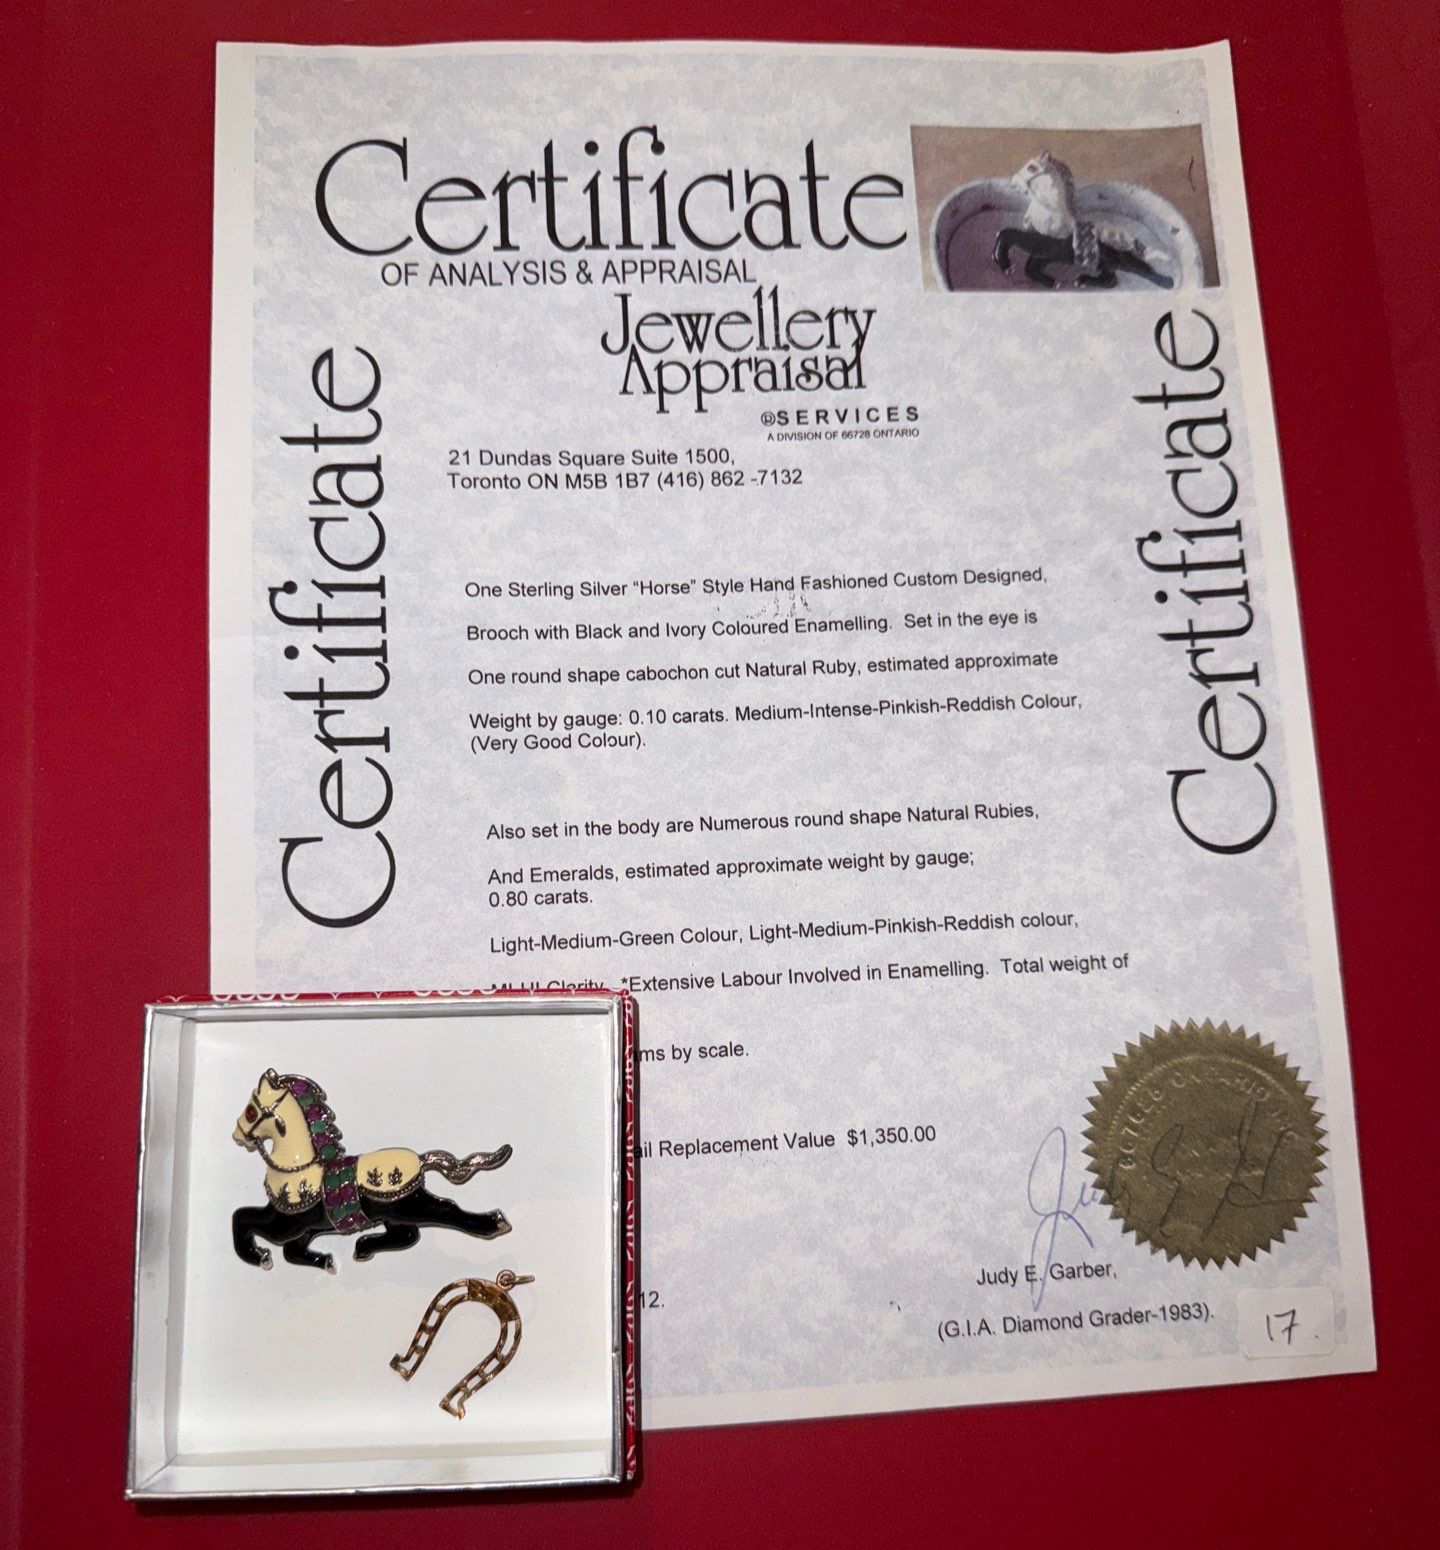 Certificate
OF ANALYSIS & APPRAISAL
Jewellery
Appraisal
SERVICES
A DIVISION OF 66728 ONTARIO
21 Dundas Square Suite 1500,
Toronto ON M5B 1B7 (416) 862 -7132
Certificate
Certificate
One Sterling Silver “Horse” Style Hand Fashioned Custom Designed,
Brooch with Black and Ivory Coloured Enamelling. Set in the eye is
One round shape cabochon cut Natural Ruby, estimated approximate
Weight by gauge: 0.10 carats. Medium-Intense-Pinkish-Reddish Colour,
(Very Good Colour).
Also set in the body are Numerous round shape Natural Rubies,
And Emeralds, estimated approximate weight by gauge;
0.80 carats.
Light-Medium-Green Colour, Light-Medium-Pinkish-Reddish colour,
Clarity *Extensive Labour Involved in Enamelling. Total weight of
ms by scale.
ail Replacement Value $1,350.00
12.
Judy E. Garber,
(G.I.A. Diamond Grader-1983).
17.